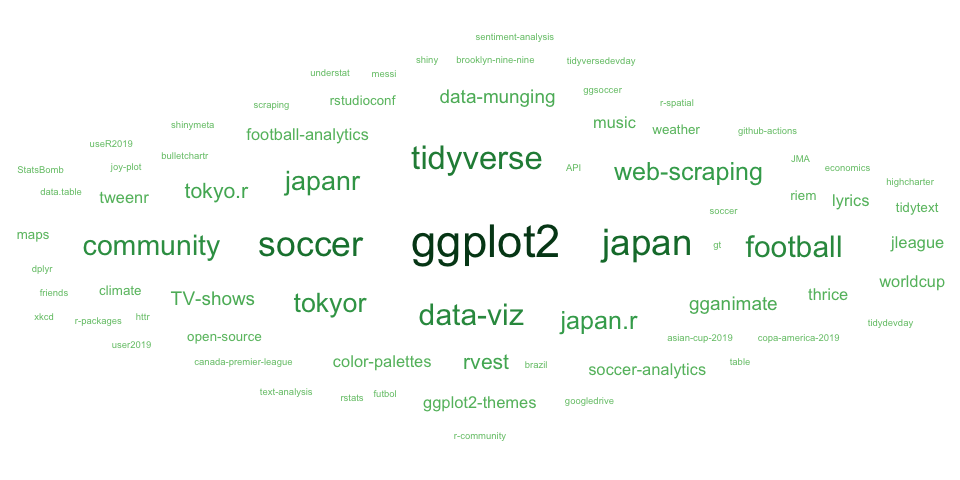 sentiment-analysis
shiny brooklyn-nine-nine tidyversedevday
understat messi
scraping rstudioconf data-munging ggsoccer r-spatial
shinymeta football-analytics music weather github-actions
useR2019 bulletchartr tidyverse
StatsBomb joy-plot japanr API web-scraping JMA economics
data.table tweenr tokyo.r riem lyrics highcharter
soccer tidytext
maps community soccer ggplot2 japan gt football jleague
dplyr
friends climate TV-shows tokyor gganimate thrice worldcup
xkcd r-packages httr data-viz japan.r tidydevday
user2019 open-source asian-cup-2019 copa-america-2019
canada-premier-league color-palettes rvest brazil soccer-analytics table
text-analysis rstats futbol ggplot2-themes googledrive
r-community